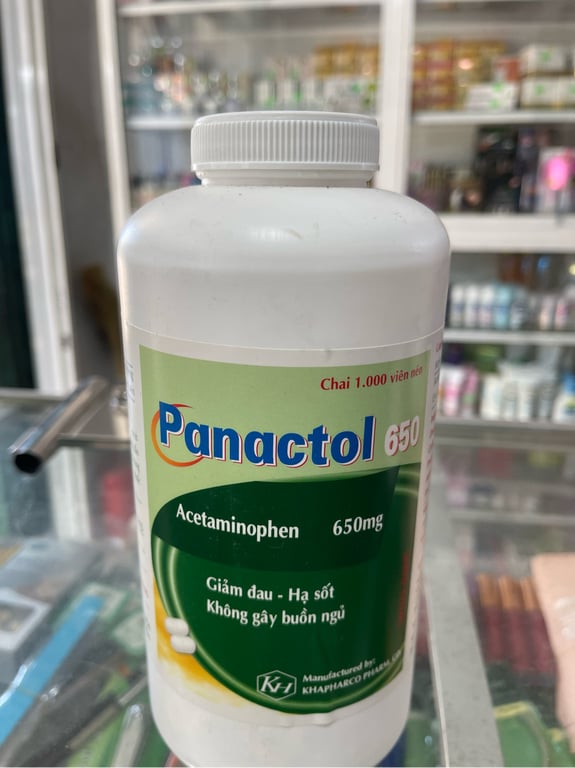 Chai 1.000 viên nén
Panactol 650
Acetaminophen 650mg
Giảm đau - Hạ sốt
Không gây buồn ngủ
KH
Manufactured by:
KHAPHARCO PHARM.